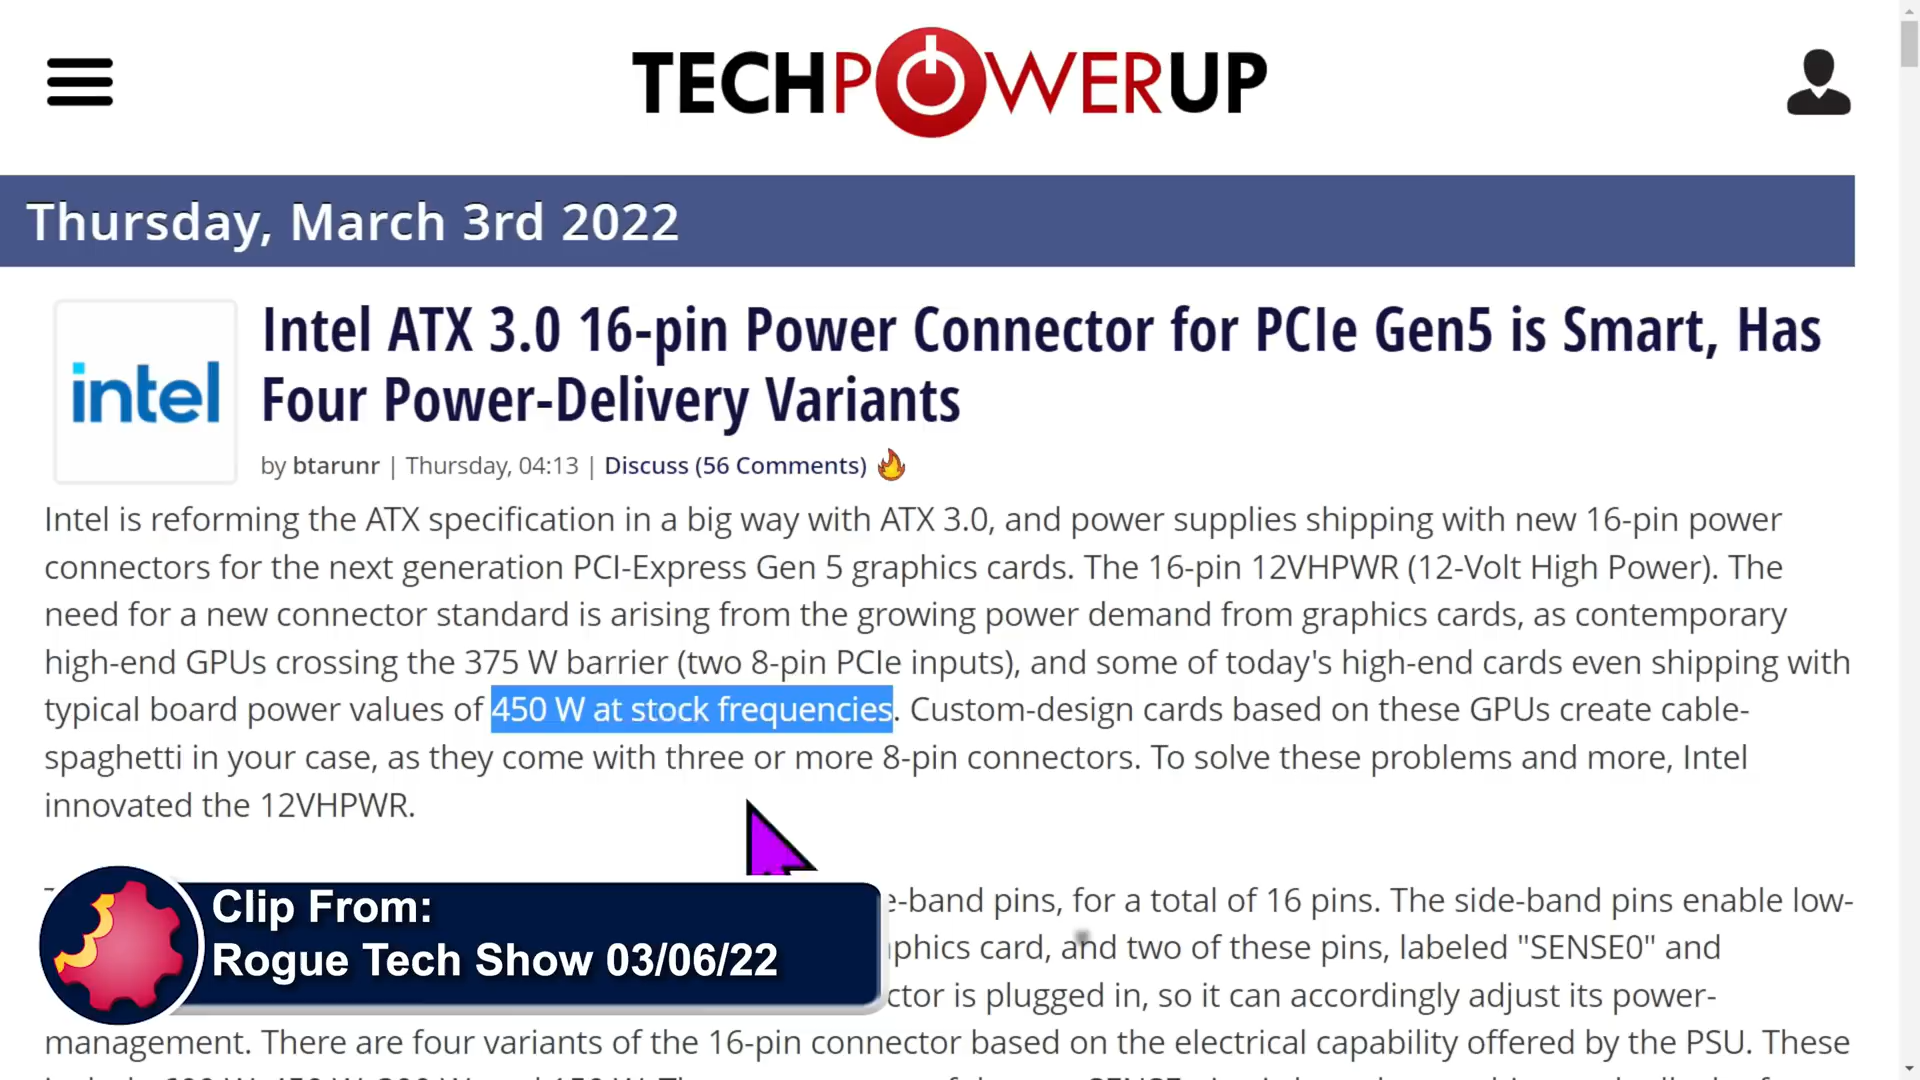 TECHPOWERUP
Thursday, March 3rd 2022
Intel ATX 3.0 16-pin Power Connector for PCIe Gen5 is Smart, Has
Four Power-Delivery Variants
intel
by btarunr | Thursday, 04:13 | Discuss (56 Comments)
Intel is reforming the ATX specification in a big way with ATX 3.0, and power supplies shipping with new 16-pin power
connectors for the next generation PCI-Express Gen 5 graphics cards. The 16-pin 12VHPWR (12-Volt High Power). The
need for a new connector standard is arising from the growing power demand from graphics cards, as contemporary
high-end GPUs crossing the 375 W barrier (two 8-pin PCIe inputs), and some of today's high-end cards even shipping with
typical board power values of 450 W at stock frequencies. Custom-design cards based on these GPUs create cable-
spaghetti in your case, as they come with three or more 8-pin connectors. To solve these problems and more, Intel
innovated the 12VHPWR.
-band pins, for a total of 16 pins. The side-band pins enable low-
card, and two of these pins, labeled "SENSE0" and
is plugged in, so it can accordingly adjust its power-
management. There are four variants of the 16-pin connector based on the electrical capability offered by the PSU. These
Clip From:
Rogue Tech Show 03/06/22